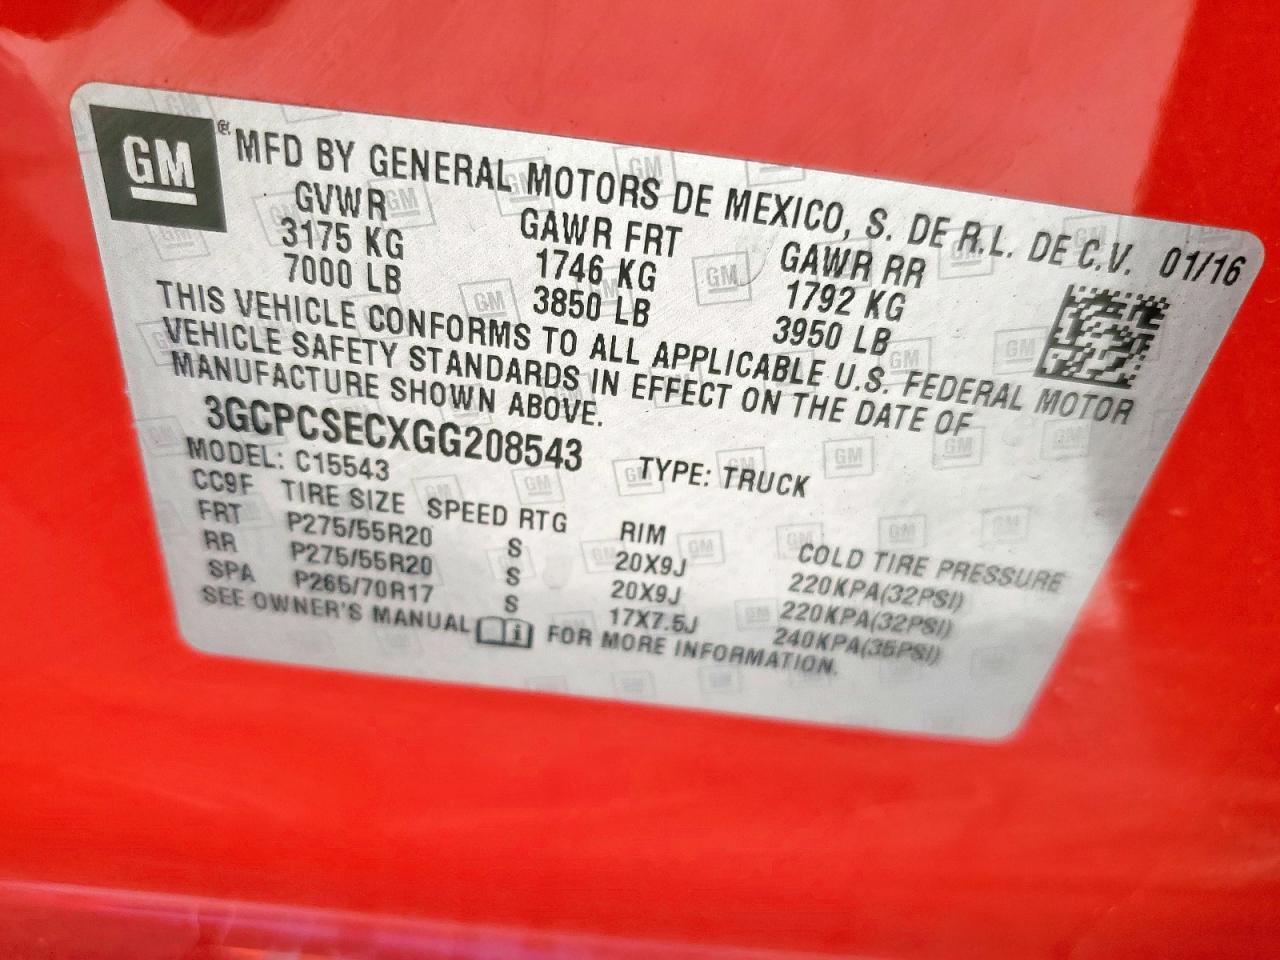 GM
® MFD BY GENERAL MOTORS DE MEXICO, S. DE R.L. DE C.V. 01/16
GVWR GAWR FRT GAWR RR
3175 KG 1746 KG 1792 KG
7000 LB 3850 LB 3950 LB
THIS VEHICLE CONFORMS TO ALL APPLICABLE U.S. FEDERAL MOTOR
VEHICLE SAFETY STANDARDS IN EFFECT ON THE DATE OF
MANUFACTURE SHOWN ABOVE.
3GCPCSECXGG208543 TYPE: TRUCK
MODEL: C15543
CC9F TIRE SIZE SPEED RTG RIM COLD TIRE PRESSURE
FRT P275/55R20 S 20X9J 220KPA(32PSI)
RR P275/55R20 S 20X9J 220KPA(32PSI)
SPA P265/70R17 S 17X7.5J 240KPA(35PSI)
SEE OWNER'S MANUAL FOR MORE INFORMATION.